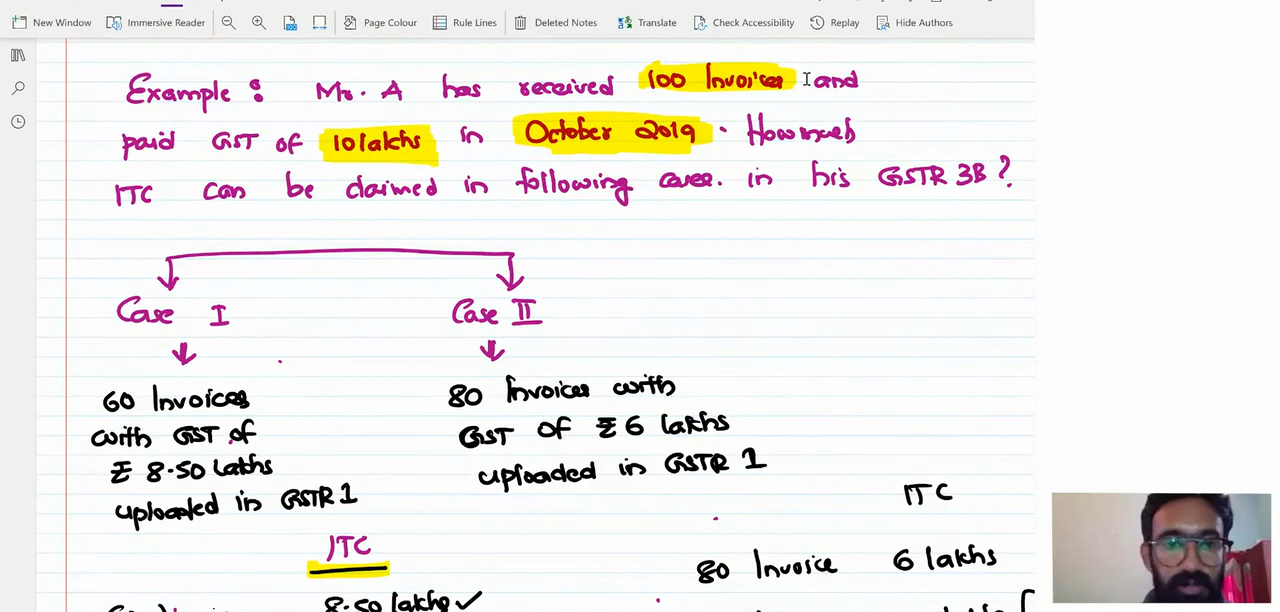 New Window Immersive Reader Page Colour Rule Lines Deleted Notes Translate Check Accessibility Replay Hide Authors
Example : Mr. A has received 100 Invoices and
paid GST of 10 lakhs in October 2019. How much
ITC can be claimed in following cases. in his GSTR 3B ?
Case I
Case II
60 Invoices
with GST of
₹ 8.50 lakhs
uploaded in GSTR 1
80 Invoices with
GST of ₹ 6 lakhs
uploaded in GSTR 1
ITC
8.50 lakhs ✓
ITC
80 Invoice 6 lakhs